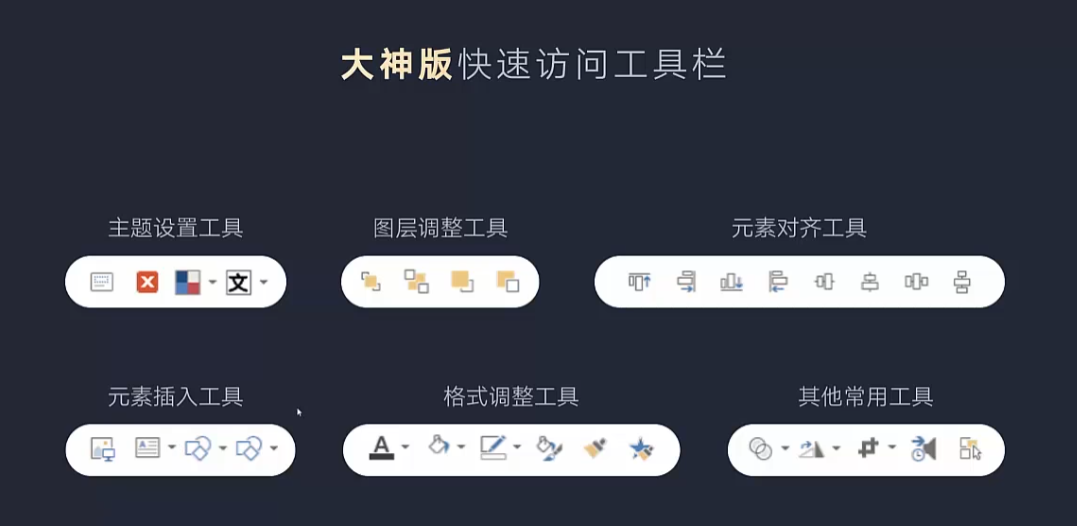 大神版快速访问工具栏
主题设置工具
图层调整工具
元素对齐工具
文
元素插入工具
格式调整工具
其他常用工具
A
A